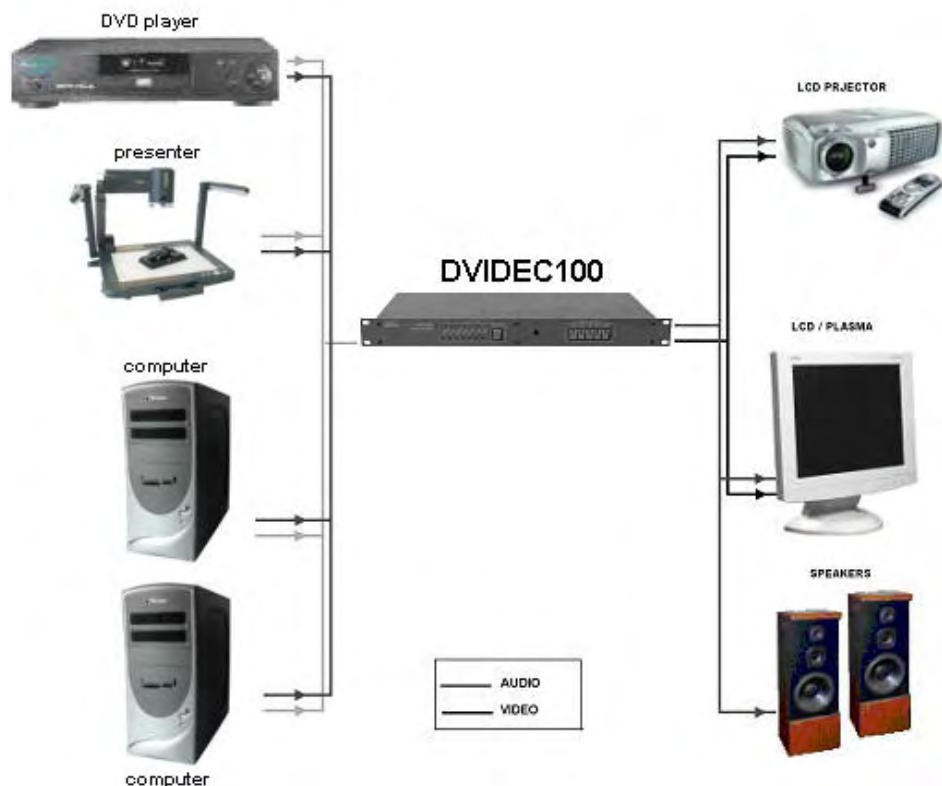 DVD player
presenter
computer
computer
DVIDEC100
LCD PRJECTOR
LCD / PLASMA
SPEAKERS
AUDIO
VIDEO